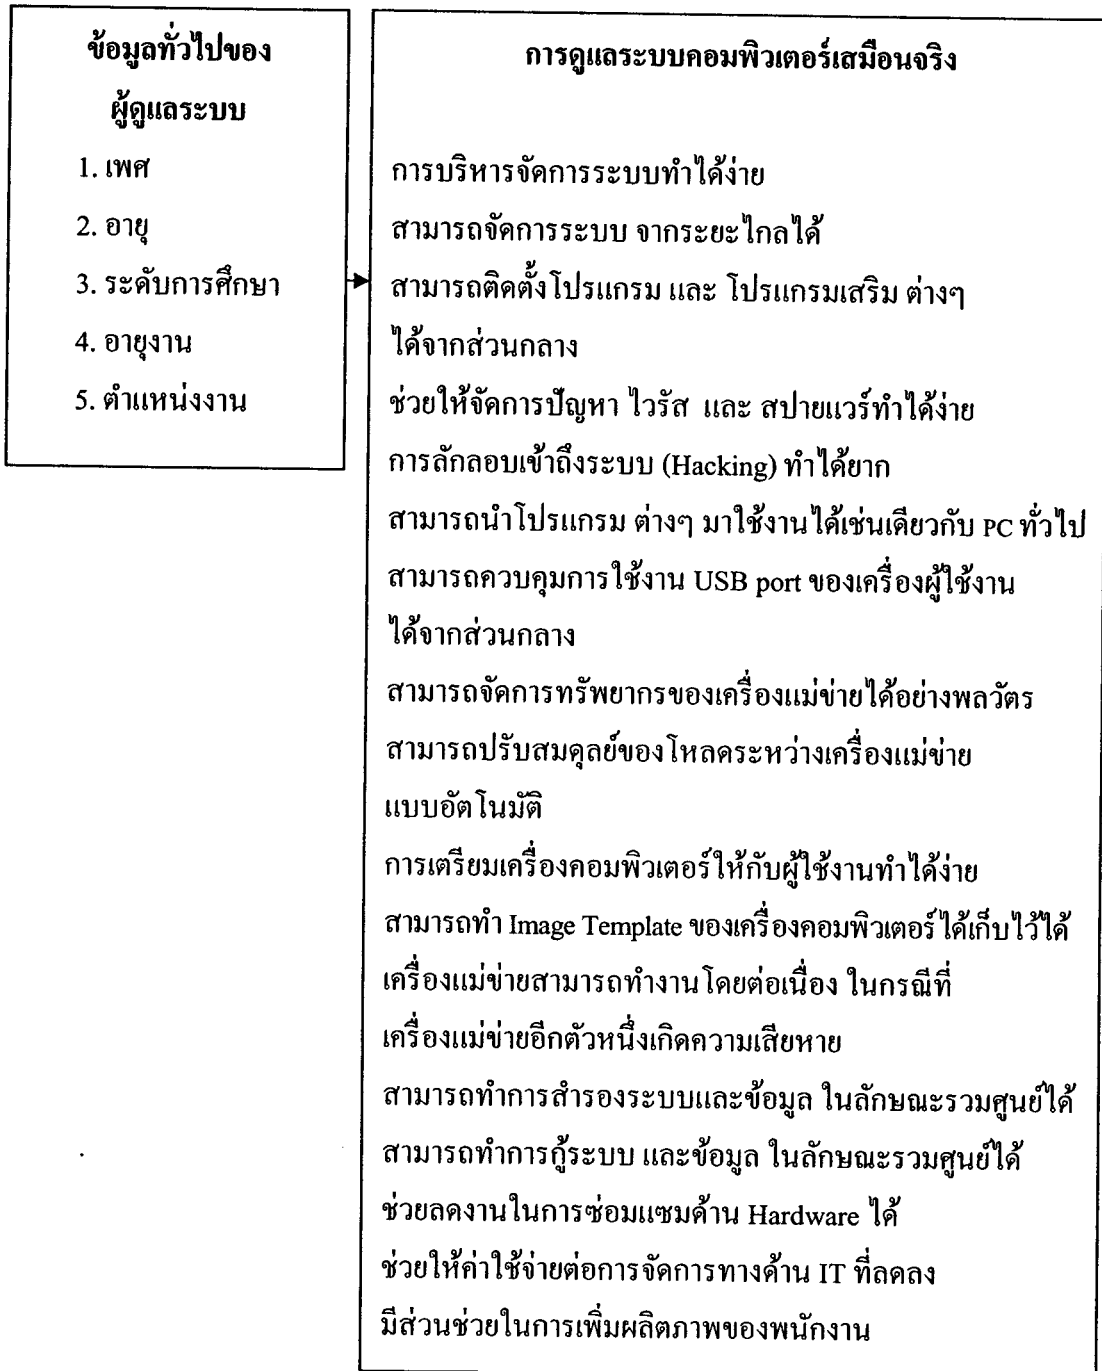 ข้อมูลทั่วไปของ
ผู้ดูแลระบบ
1. เพศ
2. อายุ
3. ระดับการศึกษา
4. อายุงาน
5. ตำแหน่งงาน
การดูแลระบบคอมพิวเตอร์เสมือนจริง
การบริหารจัดการระบบทำได้ง่าย
สามารถจัดการระบบ จากระยะไกลได้
สามารถติดตั้งโปรแกรม และ โปรแกรมเสริม ต่างๆ
ได้จากส่วนกลาง
ช่วยให้จัดการปัญหา ไวรัส และ สปายแวร์ทำได้ง่าย
การลักลอบเข้าถึงระบบ (Hacking) ทำได้ยาก
สามารถนำโปรแกรม ต่างๆ มาใช้งานได้เช่นเดียวกับ PC ทั่วไป
สามารถควบคุมการใช้งาน USB port ของเครื่องผู้ใช้งาน
ได้จากส่วนกลาง
สามารถจัดการทรัพยากรของเครื่องแม่ข่ายได้อย่างพลวัตร
สามารถปรับสมดุลย์ของโหลดระหว่างเครื่องแม่ข่าย
แบบอัตโนมัติ
การเตรียมเครื่องคอมพิวเตอร์ให้กับผู้ใช้งานทำได้ง่าย
สามารถทำ Image Template ของเครื่องคอมพิวเตอร์ได้เก็บไว้ได้
เครื่องแม่ข่ายสามารถทำงานโดยต่อเนื่อง ในกรณีที่
เครื่องแม่ข่ายอีกตัวหนึ่งเกิดความเสียหาย
สามารถทำการสำรองระบบและข้อมูล ในลักษณะรวมศูนย์ได้
สามารถทำการกู้ระบบ และข้อมูล ในลักษณะรวมศูนย์ได้
ช่วยลดงานในการซ่อมแซมด้าน Hardware ได้
ช่วยให้ค่าใช้จ่ายต่อการจัดการทางด้าน IT ที่ลดลง
มีส่วนช่วยในการเพิ่มผลิตภาพของพนักงาน